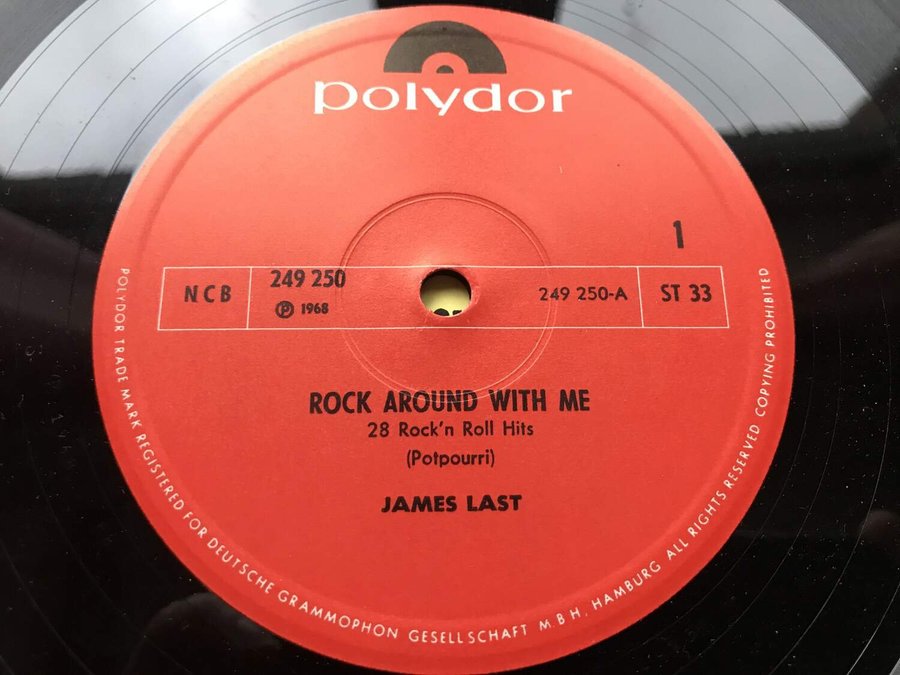 polydor
1
NCB
249 250
Ⓟ 1968
249 250-A
ST 33
ROCK AROUND WITH ME
28 Rock'n Roll Hits
(Potpourri)
JAMES LAST
POLYDOR TRADE MARK REGISTERED FOR DEUTSCHE GRAMMOPHON GESELLSCHAFT M.B.H, HAMBURG ALL RIGHTS RESERVED COPYING PROHIBITED